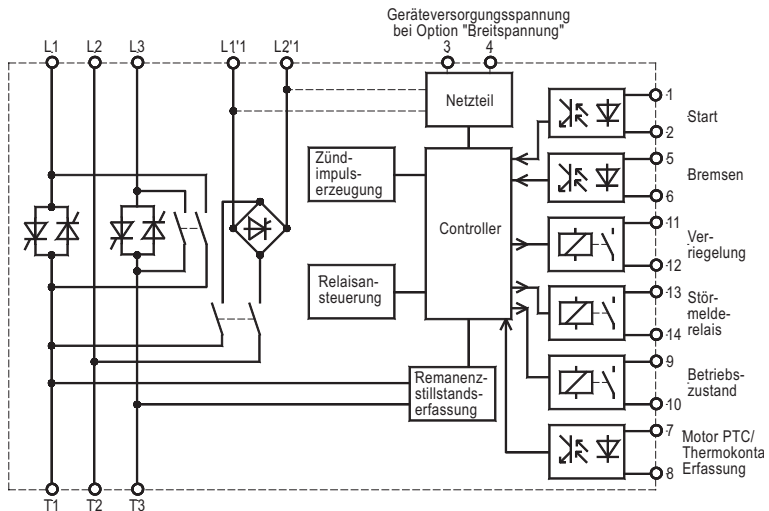 Geräteversorgungsspannung
bei Option "Breitspannung"
L1 L2 L3 L1'1 L2'1 3 4
Netzteil
1
Start
2
Zünd-
impuls-
erzeugung
5
Bremsen
6
Controller
11
Ver-
riegelung
12
Relaisan-
steuerung
13
Stör-
melde-
relais
14
Remanenz-
stillstands-
erfassung
9
Betriebs-
zustand
10
7
Motor PTC/
Thermokonta
Erfassung
8
T1 T2 T3